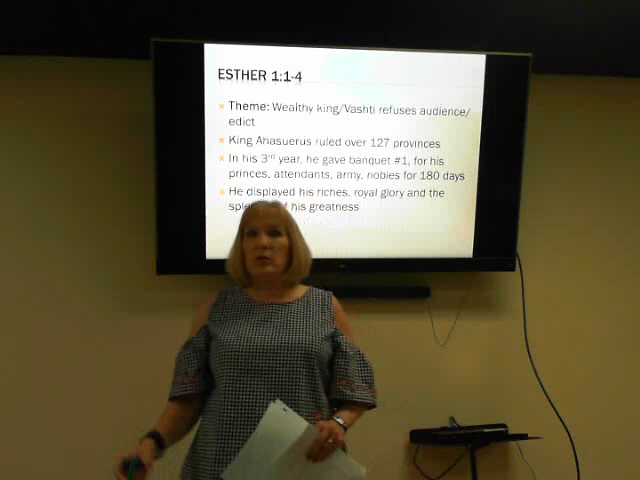 ESTHER 1:1-4
Theme: Wealthy king/Vashti refuses audience/
edict
King Ahasuerus ruled over 127 provinces
In his 3rd year, he gave banquet #1, for his
princes, attendants, army, nobles for 180 days
He displayed his riches, royal glory and the
of his greatness